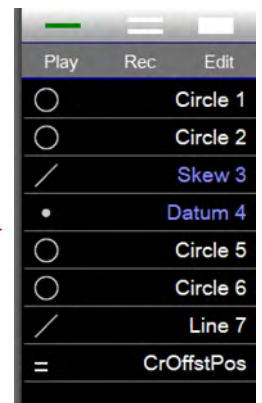 Play Rec Edit
Circle 1
Circle 2
Skew 3
Datum 4
Circle 5
Circle 6
Line 7
= CrOffstPos